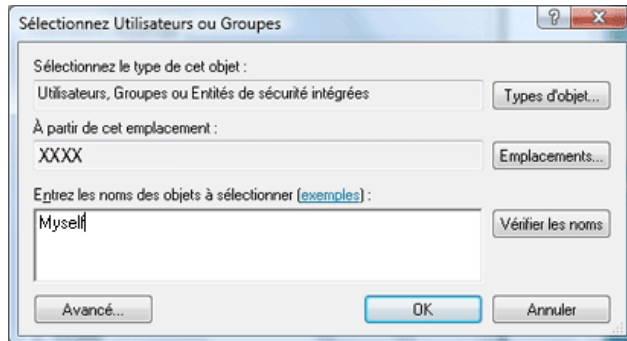 Sélectionnez Utilisateurs ou Groupes
Sélectionnez le type de cet objet :
Utilisateurs, Groupes ou Entités de sécurité intégrées
Types d'objet...
À partir de cet emplacement :
XXXX
Emplacements...
Entrez les noms des objets à sélectionner (exemples) :
Myself
Vérifier les noms
Avancé...
OK
Annuler